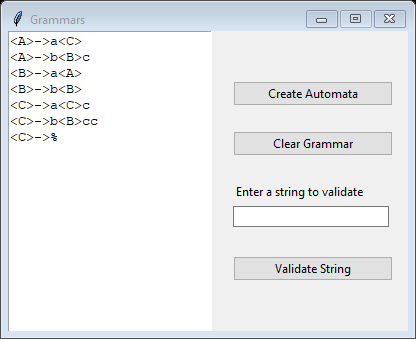 Grammars
<A>->a<C>
<A>->b<B>c
<B>->a<A>
<B>->b<B>
<C>->a<C>c
<C>->b<B>cc
<C>->%
Create Automata
Clear Grammar
Enter a string to validate
Validate String